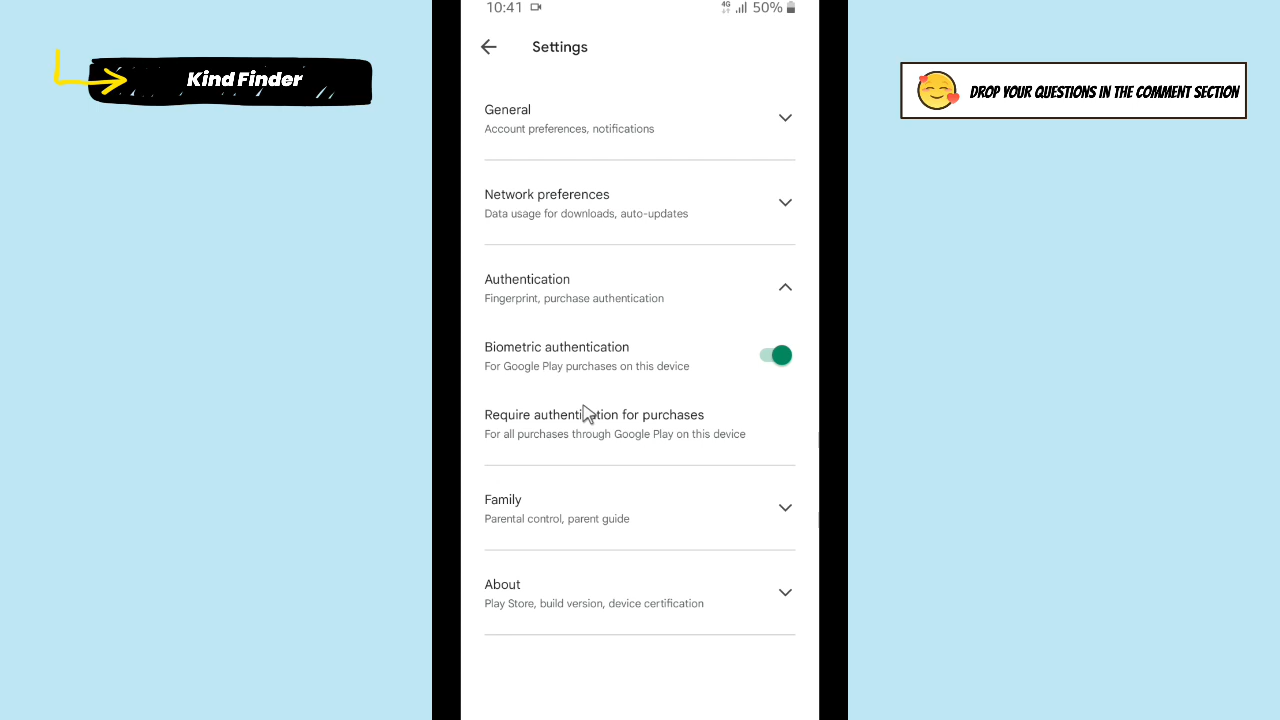 10:41 4G 50%
Kind Finder
DROP YOUR QUESTIONS IN THE COMMENT SECTION
Settings
General
Account preferences, notifications
Network preferences
Data usage for downloads, auto-updates
Authentication
Fingerprint, purchase authentication
Biometric authentication
For Google Play purchases on this device
Require authentication for purchases
For all purchases through Google Play on this device
Family
Parental control, parent guide
About
Play Store, build version, device certification